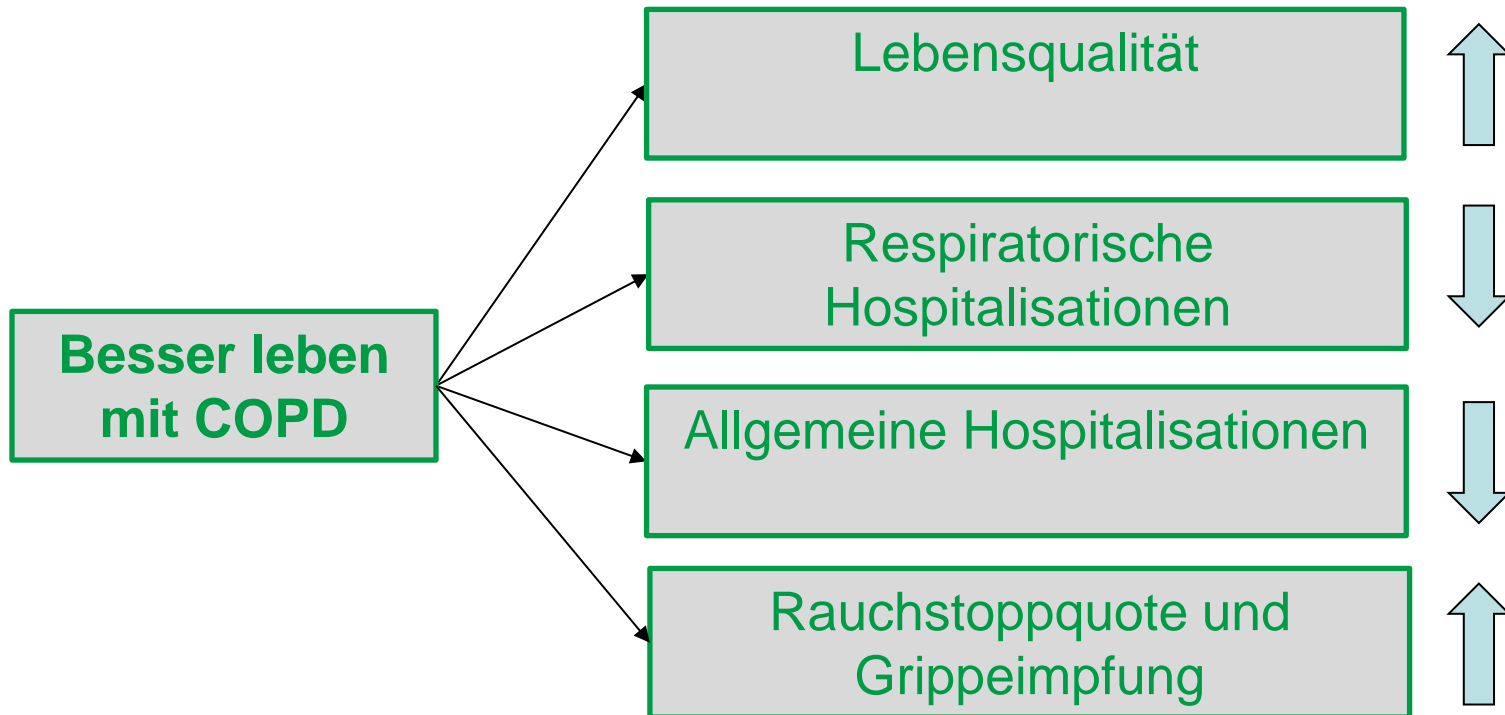 Lebensqualität
Respiratorische
Hospitalisationen
Besser leben
mit COPD
Allgemeine Hospitalisationen
Rauchstoppquote und
Grippeimpfung